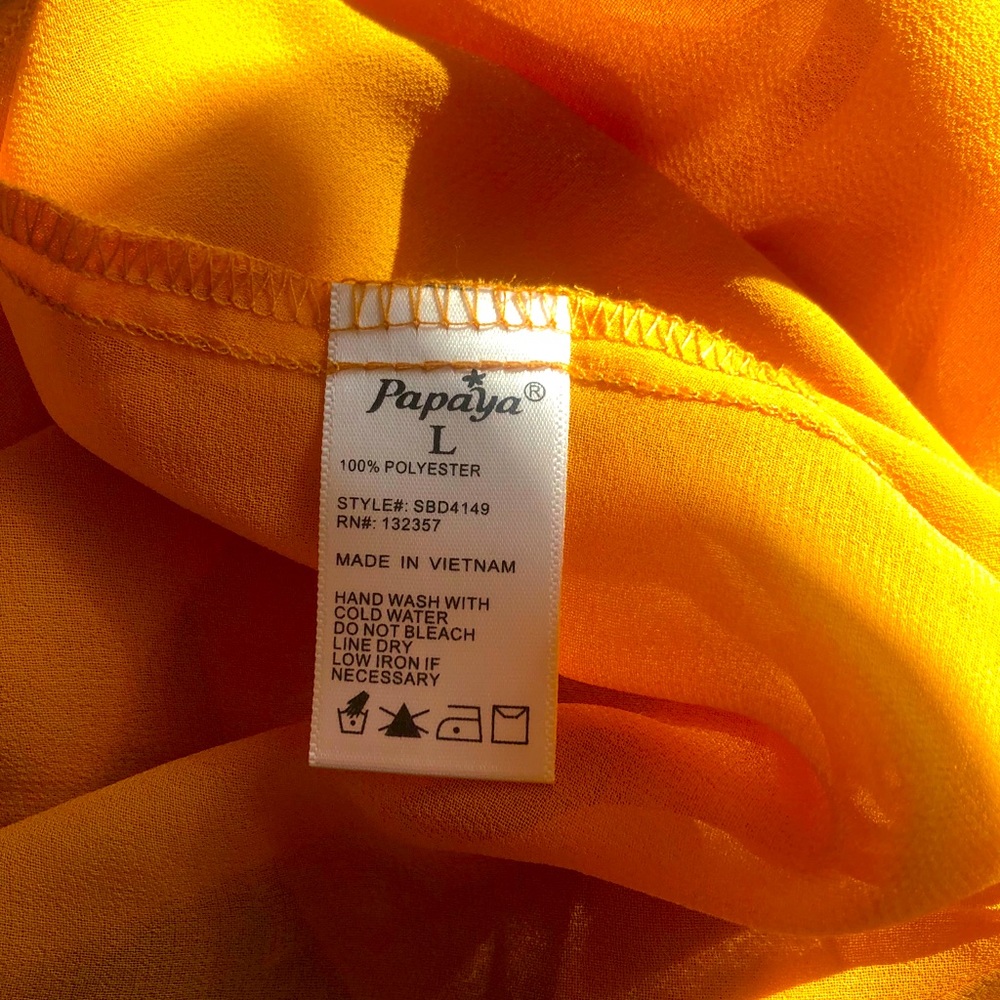 Papaya®
L
100% POLYESTER
STYLE#: SBD4149
RN#: 132357
MADE IN VIETNAM
HAND WASH WITH
COLD WATER
DO NOT BLEACH
LINE DRY
LOW IRON IF
NECESSARY